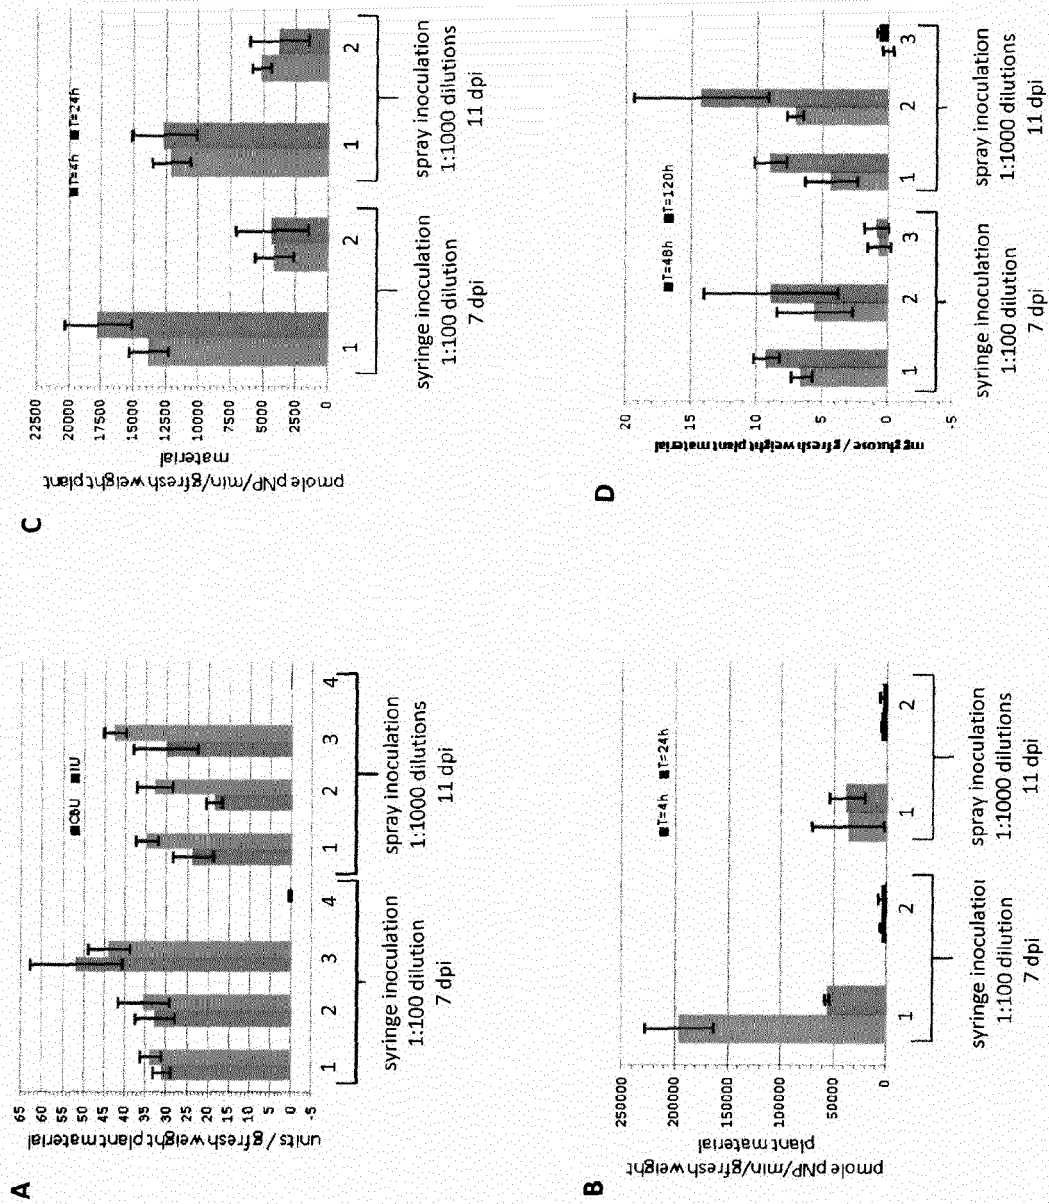 A
units / gfresh weight plant material
65
60
55
50
45
40
35
30
25
20
15
10
5
0
-5
CBU IU
1 2 3 4 1 2 3 4
syringe inoculation
1:100 dilution
7 dpi
spray inoculation
1:1000 dilutions
11 dpi
C
pmole pNP/min/gfresh weight plant
material
22500
20000
17500
15000
12500
10000
7500
5000
2500
0
T=4h T=24h
1 2 1 2
syringe inoculation
1:100 dilution
7 dpi
spray inoculation
1:1000 dilutions
11 dpi
B
pmole pNP/min/gfresh weight
plant material
250000
200000
150000
100000
50000
0
T=4h T=24h
1 2 1 2
syringe inoculation
1:100 dilution
7 dpi
spray inoculation
1:1000 dilutions
11 dpi
D
mg glucose / gfresh weight plant material
20
15
10
5
0
-5
T=48h T=120h
1 2 3 1 2 3
syringe inoculation
1:100 dilution
7 dpi
spray inoculation
1:1000 dilutions
11 dpi